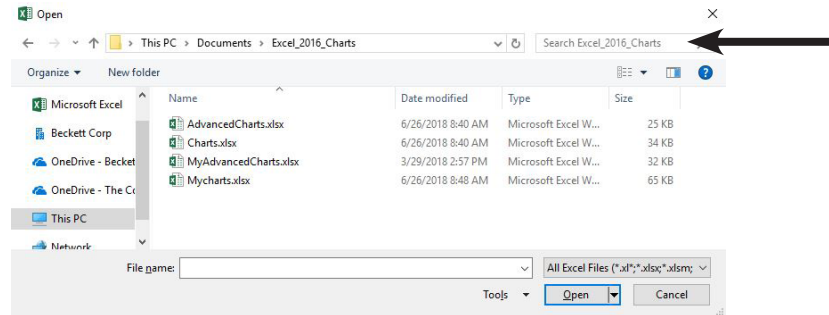 Open
This PC > Documents > Excel_2016_Charts Search Excel_2016_Charts
Organize New folder
Name Date modified Type Size
Microsoft Excel
AdvancedCharts.xlsx 6/26/2018 8:40 AM Microsoft Excel W... 25 KB
Beckett Corp
Charts.xlsx 6/26/2018 8:40 AM Microsoft Excel W... 34 KB
OneDrive - Becket
MyAdvancedCharts.xlsx 3/29/2018 2:57 PM Microsoft Excel W... 32 KB
Mycharts.xlsx 6/26/2018 8:48 AM Microsoft Excel W... 65 KB
OneDrive - The Co
This PC
Network
File name: All Excel Files (*.xl*;*.xlsx;*.xlsm;
Tools Open Cancel